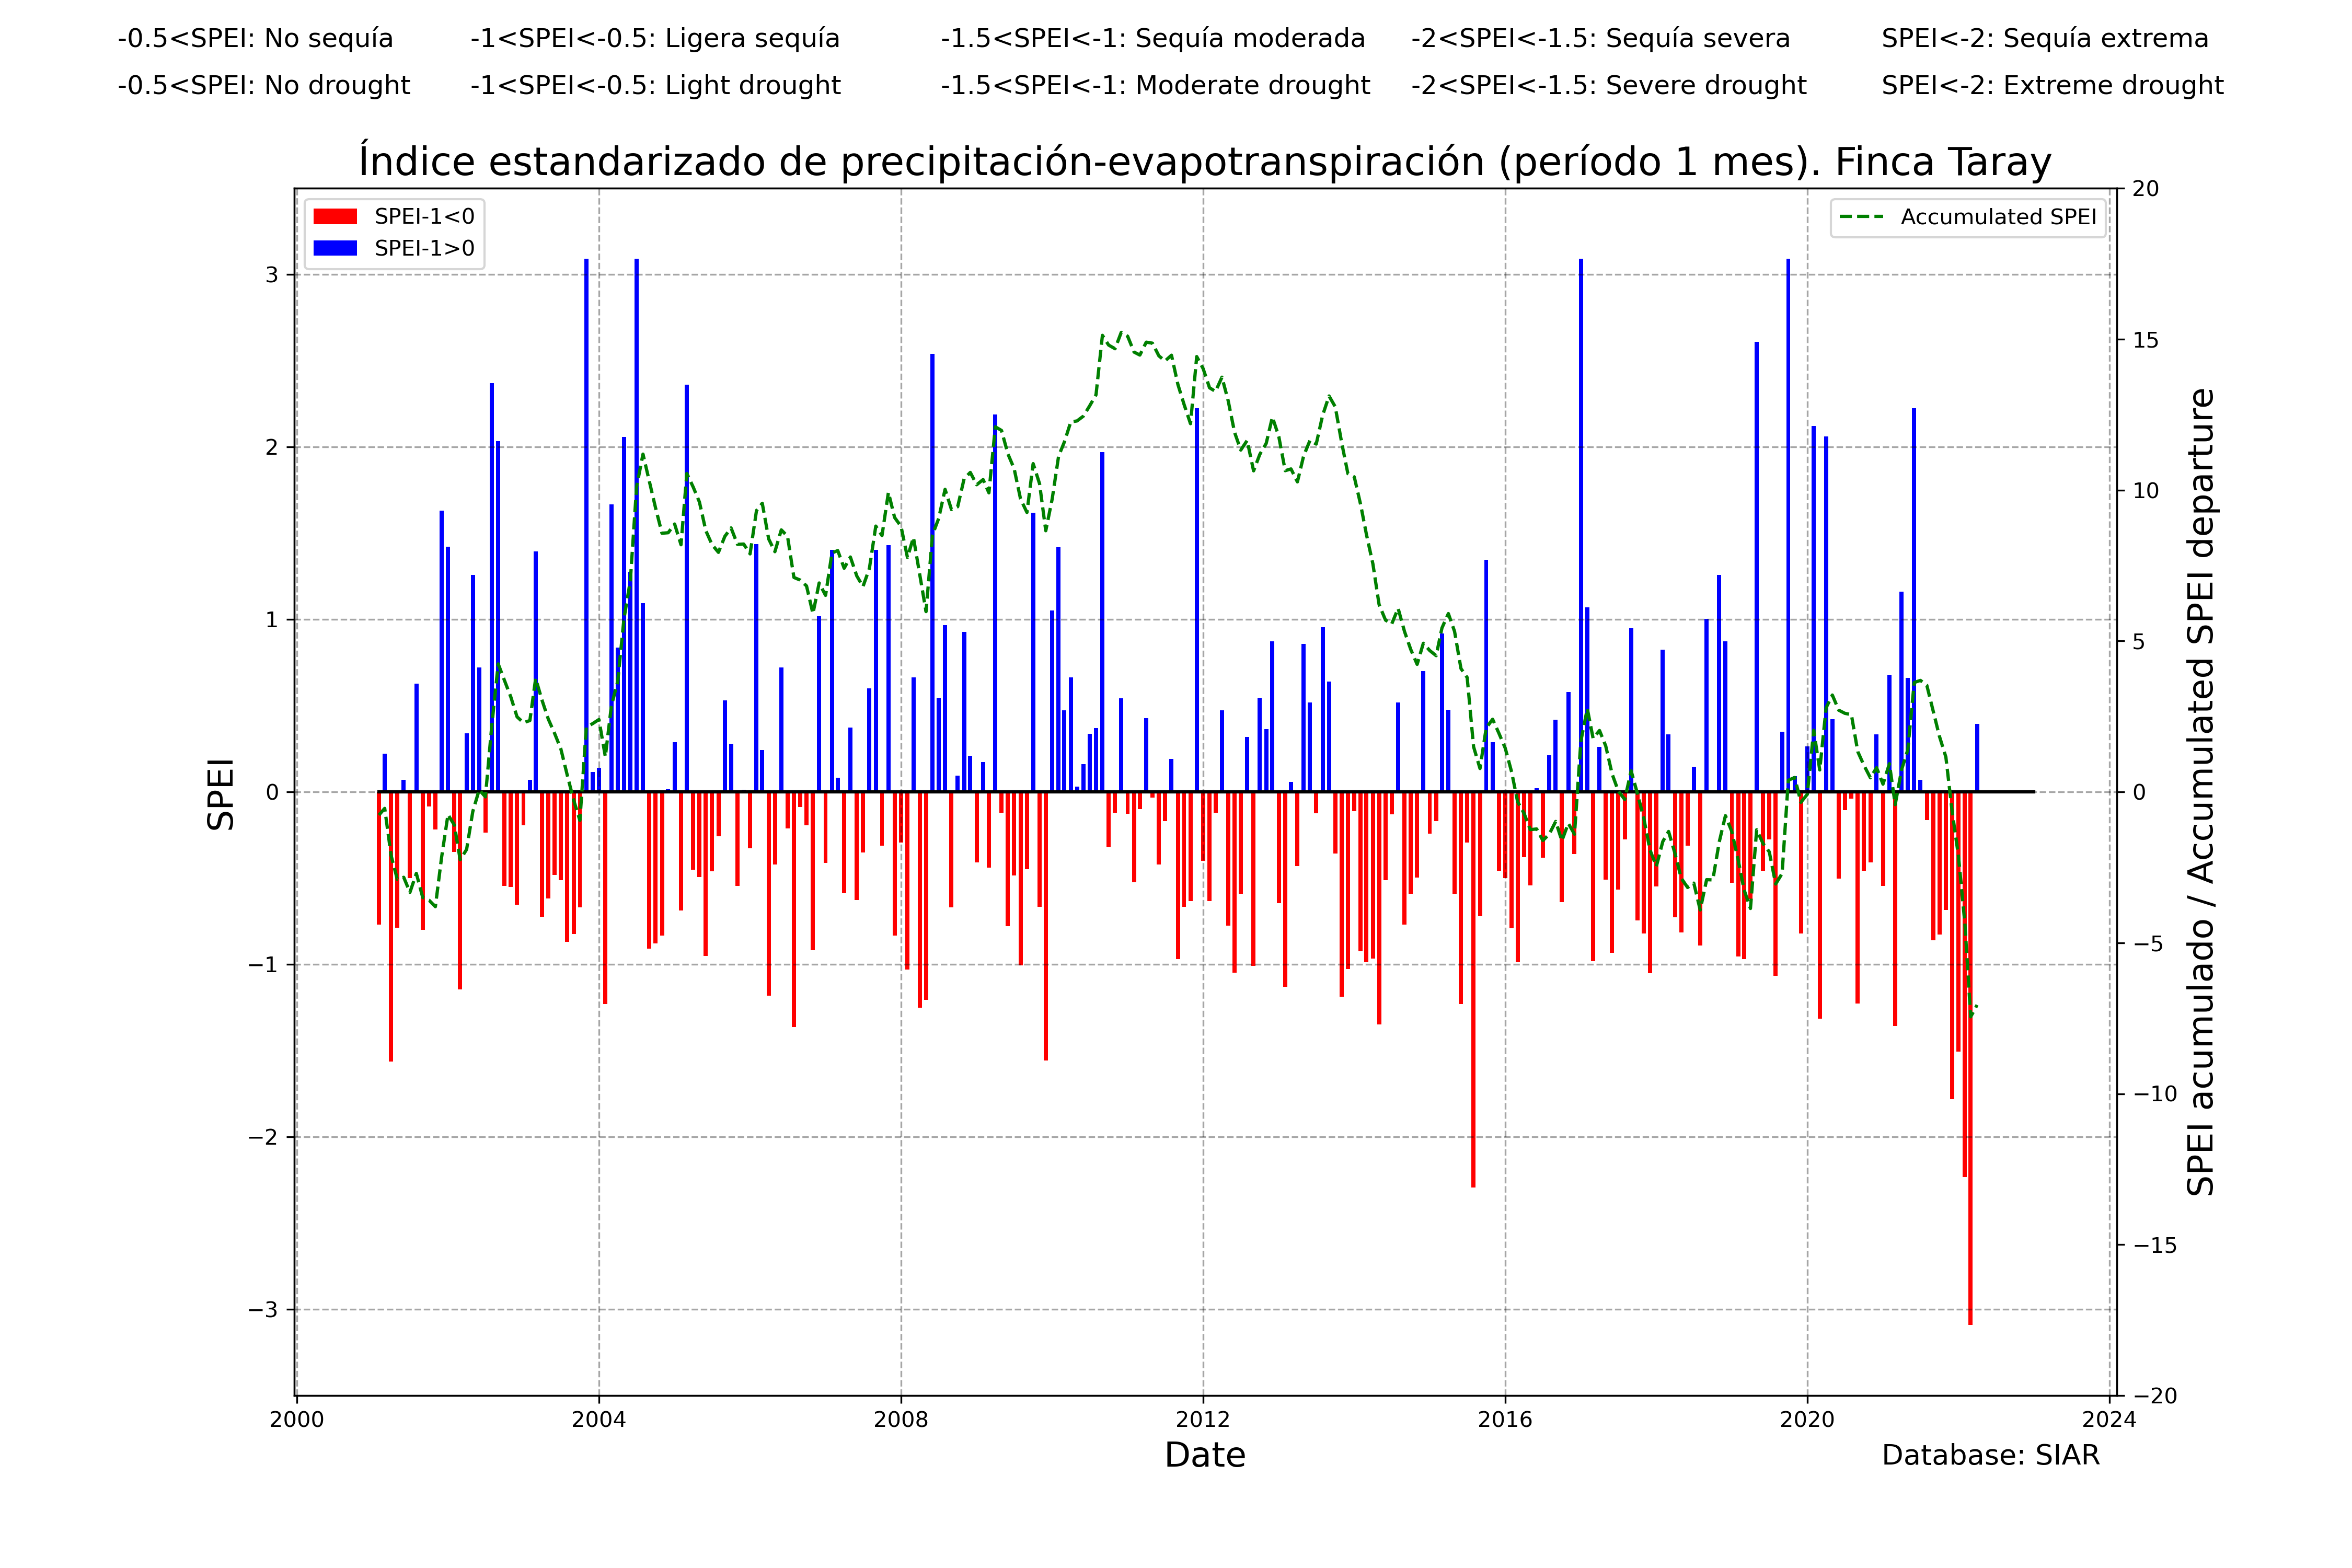 -0.5<SPEI: No sequía -1<SPEI<-0.5: Ligera sequía -1.5<SPEI<-1: Sequía moderada -2<SPEI<-1.5: Sequía severa SPEI<-2: Sequía extrema
-0.5<SPEI: No drought -1<SPEI<-0.5: Light drought -1.5<SPEI<-1: Moderate drought -2<SPEI<-1.5: Severe drought SPEI<-2: Extreme drought
Índice estandarizado de precipitación-evapotranspiración (período 1 mes). Finca Taray
SPEI-1<0
SPEI-1>0
Accumulated SPEI
SPEI
3
2
1
0
−1
−2
−3
20
15
10
5
0
−5
−10
−15
−20
SPEI acumulado / Accumulated SPEI departure
2000 2004 2008 2012 2016 2020 2024
Date
Database: SIAR